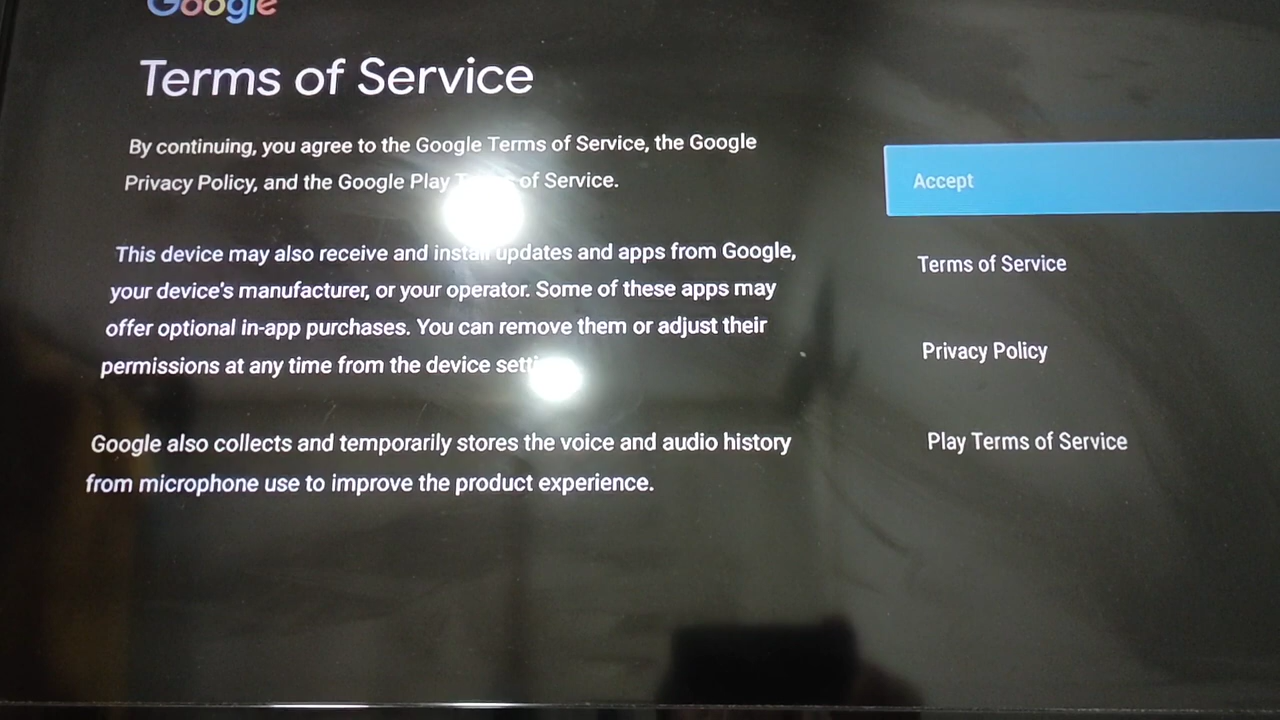 Google
Terms of Service
By continuing, you agree to the Google Terms of Service, the Google
Privacy Policy, and the Google Play Terms of Service.
This device may also receive and install updates and apps from Google,
your device's manufacturer, or your operator. Some of these apps may
offer optional in-app purchases. You can remove them or adjust their
permissions at any time from the device
Google also collects and temporarily stores the voice and audio history
from microphone use to improve the product experience.
Accept
Terms of Service
Privacy Policy
Play Terms of Service